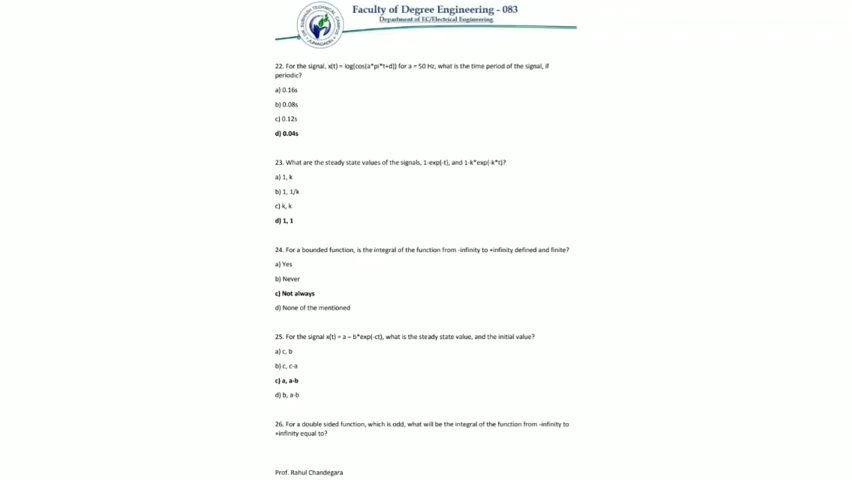 Faculty of Degree Engineering - 083
Department of EC/Electrical Engineering
22. For the signal, x(t) = log(cos(a*pi*t+d)) for a = 50 Hz, what is the time period of the signal, if
periodic?
a) 0.16s
b) 0.08s
c) 0.12s
d) 0.04s
23. What are the steady state values of the signals, 1-exp(-t), and 1-k*exp(-k*t)?
a) 1, k
b) 1, 1/k
c) k, k
d) 1, 1
24. For a bounded function, is the integral of the function from -infinity to +infinity defined and finite?
a) Yes
b) Never
c) Not always
d) None of the mentioned
25. For the signal x(t) = a – b*exp(-ct), what is the steady state value, and the initial value?
a) c, b
b) c, c-a
c) a, a-b
d) b, a-b
26. For a double sided function, which is odd, what will be the integral of the function from -infinity to
+infinity equal to?
Prof. Rahul Chandegara